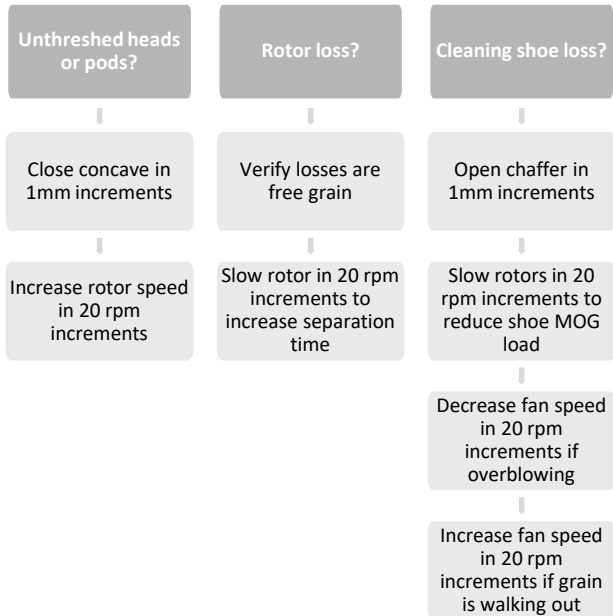 Unthreshed heads
or pods?
Close concave in
1mm increments
Increase rotor speed
in 20 rpm
increments
Rotor loss?
Verify losses are
free grain
Slow rotor in 20 rpm
increments to
increase separation
time
Cleaning shoe loss?
Open chaffer in
1mm increments
Slow rotors in 20
rpm increments to
reduce shoe MOG
load
Decrease fan speed
in 20 rpm
increments if
overblowing
Increase fan speed
in 20 rpm
increments if grain
is walking out